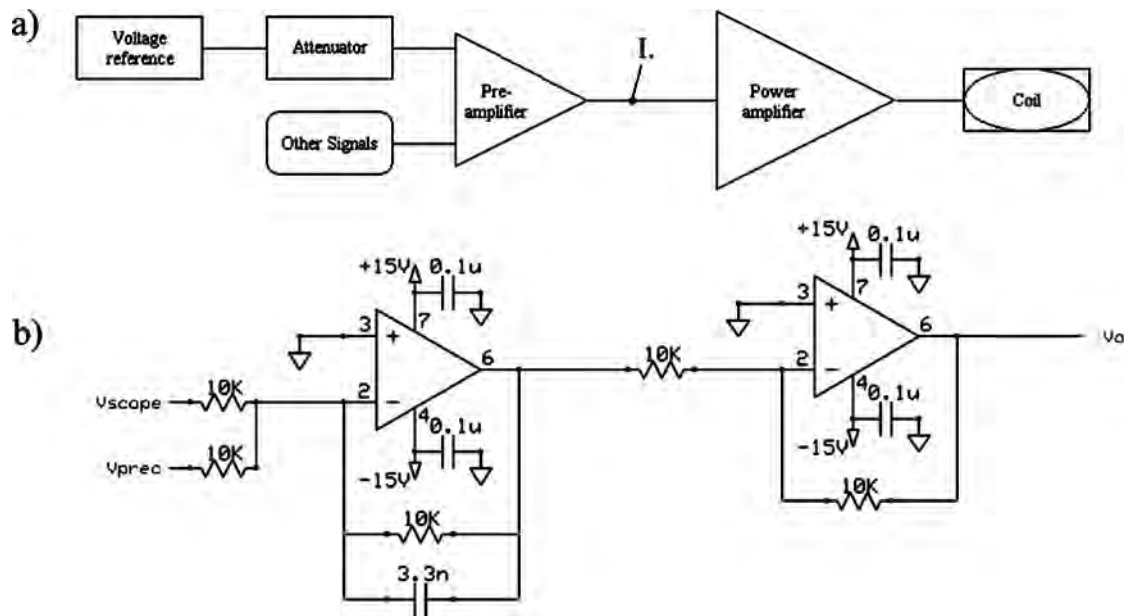 a)
Voltage
reference
Attenuator
Other Signals
Pre-
amplifier
I.
Power
amplifier
Coil
b)
Vscope
10K
Vprec
10K
3
2
+15V
0.1u
7
6
4
0.1u
-15V
10K
3.3n
10K
3
2
+15V
0.1u
7
6
4
0.1u
-15V
10K
Vo